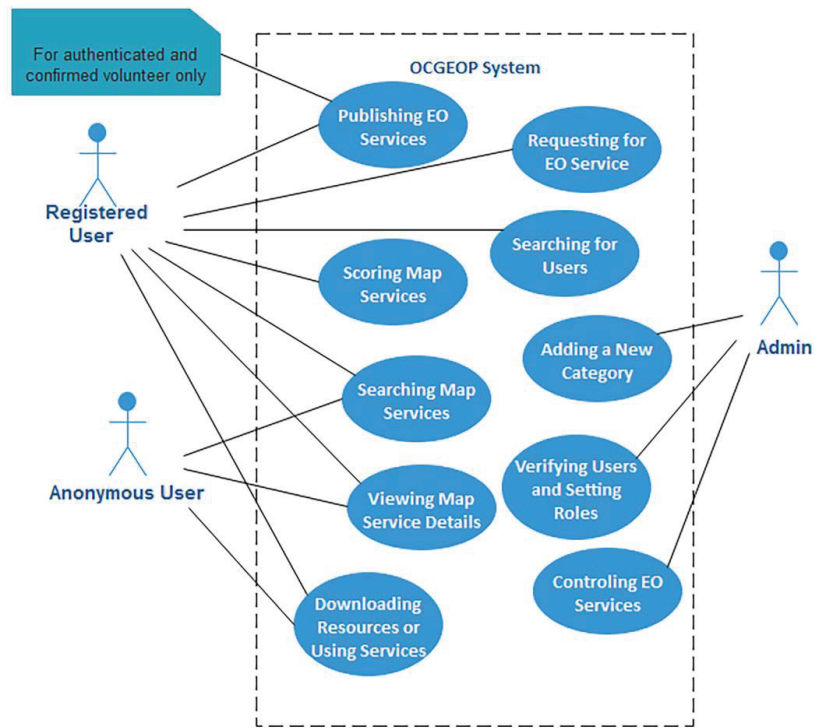 For authenticated and
confirmed volunteer only
OCGEOP System
Publishing EO
Services
Requesting for
EO Service
Registered
User
Searching for
Users
Scoring Map
Services
Adding a New
Category
Admin
Searching Map
Services
Anonymous User
Verifying Users
and Setting
Roles
Viewing Map
Service Details
Controling EO
Services
Downloading
Resources or
Using Services